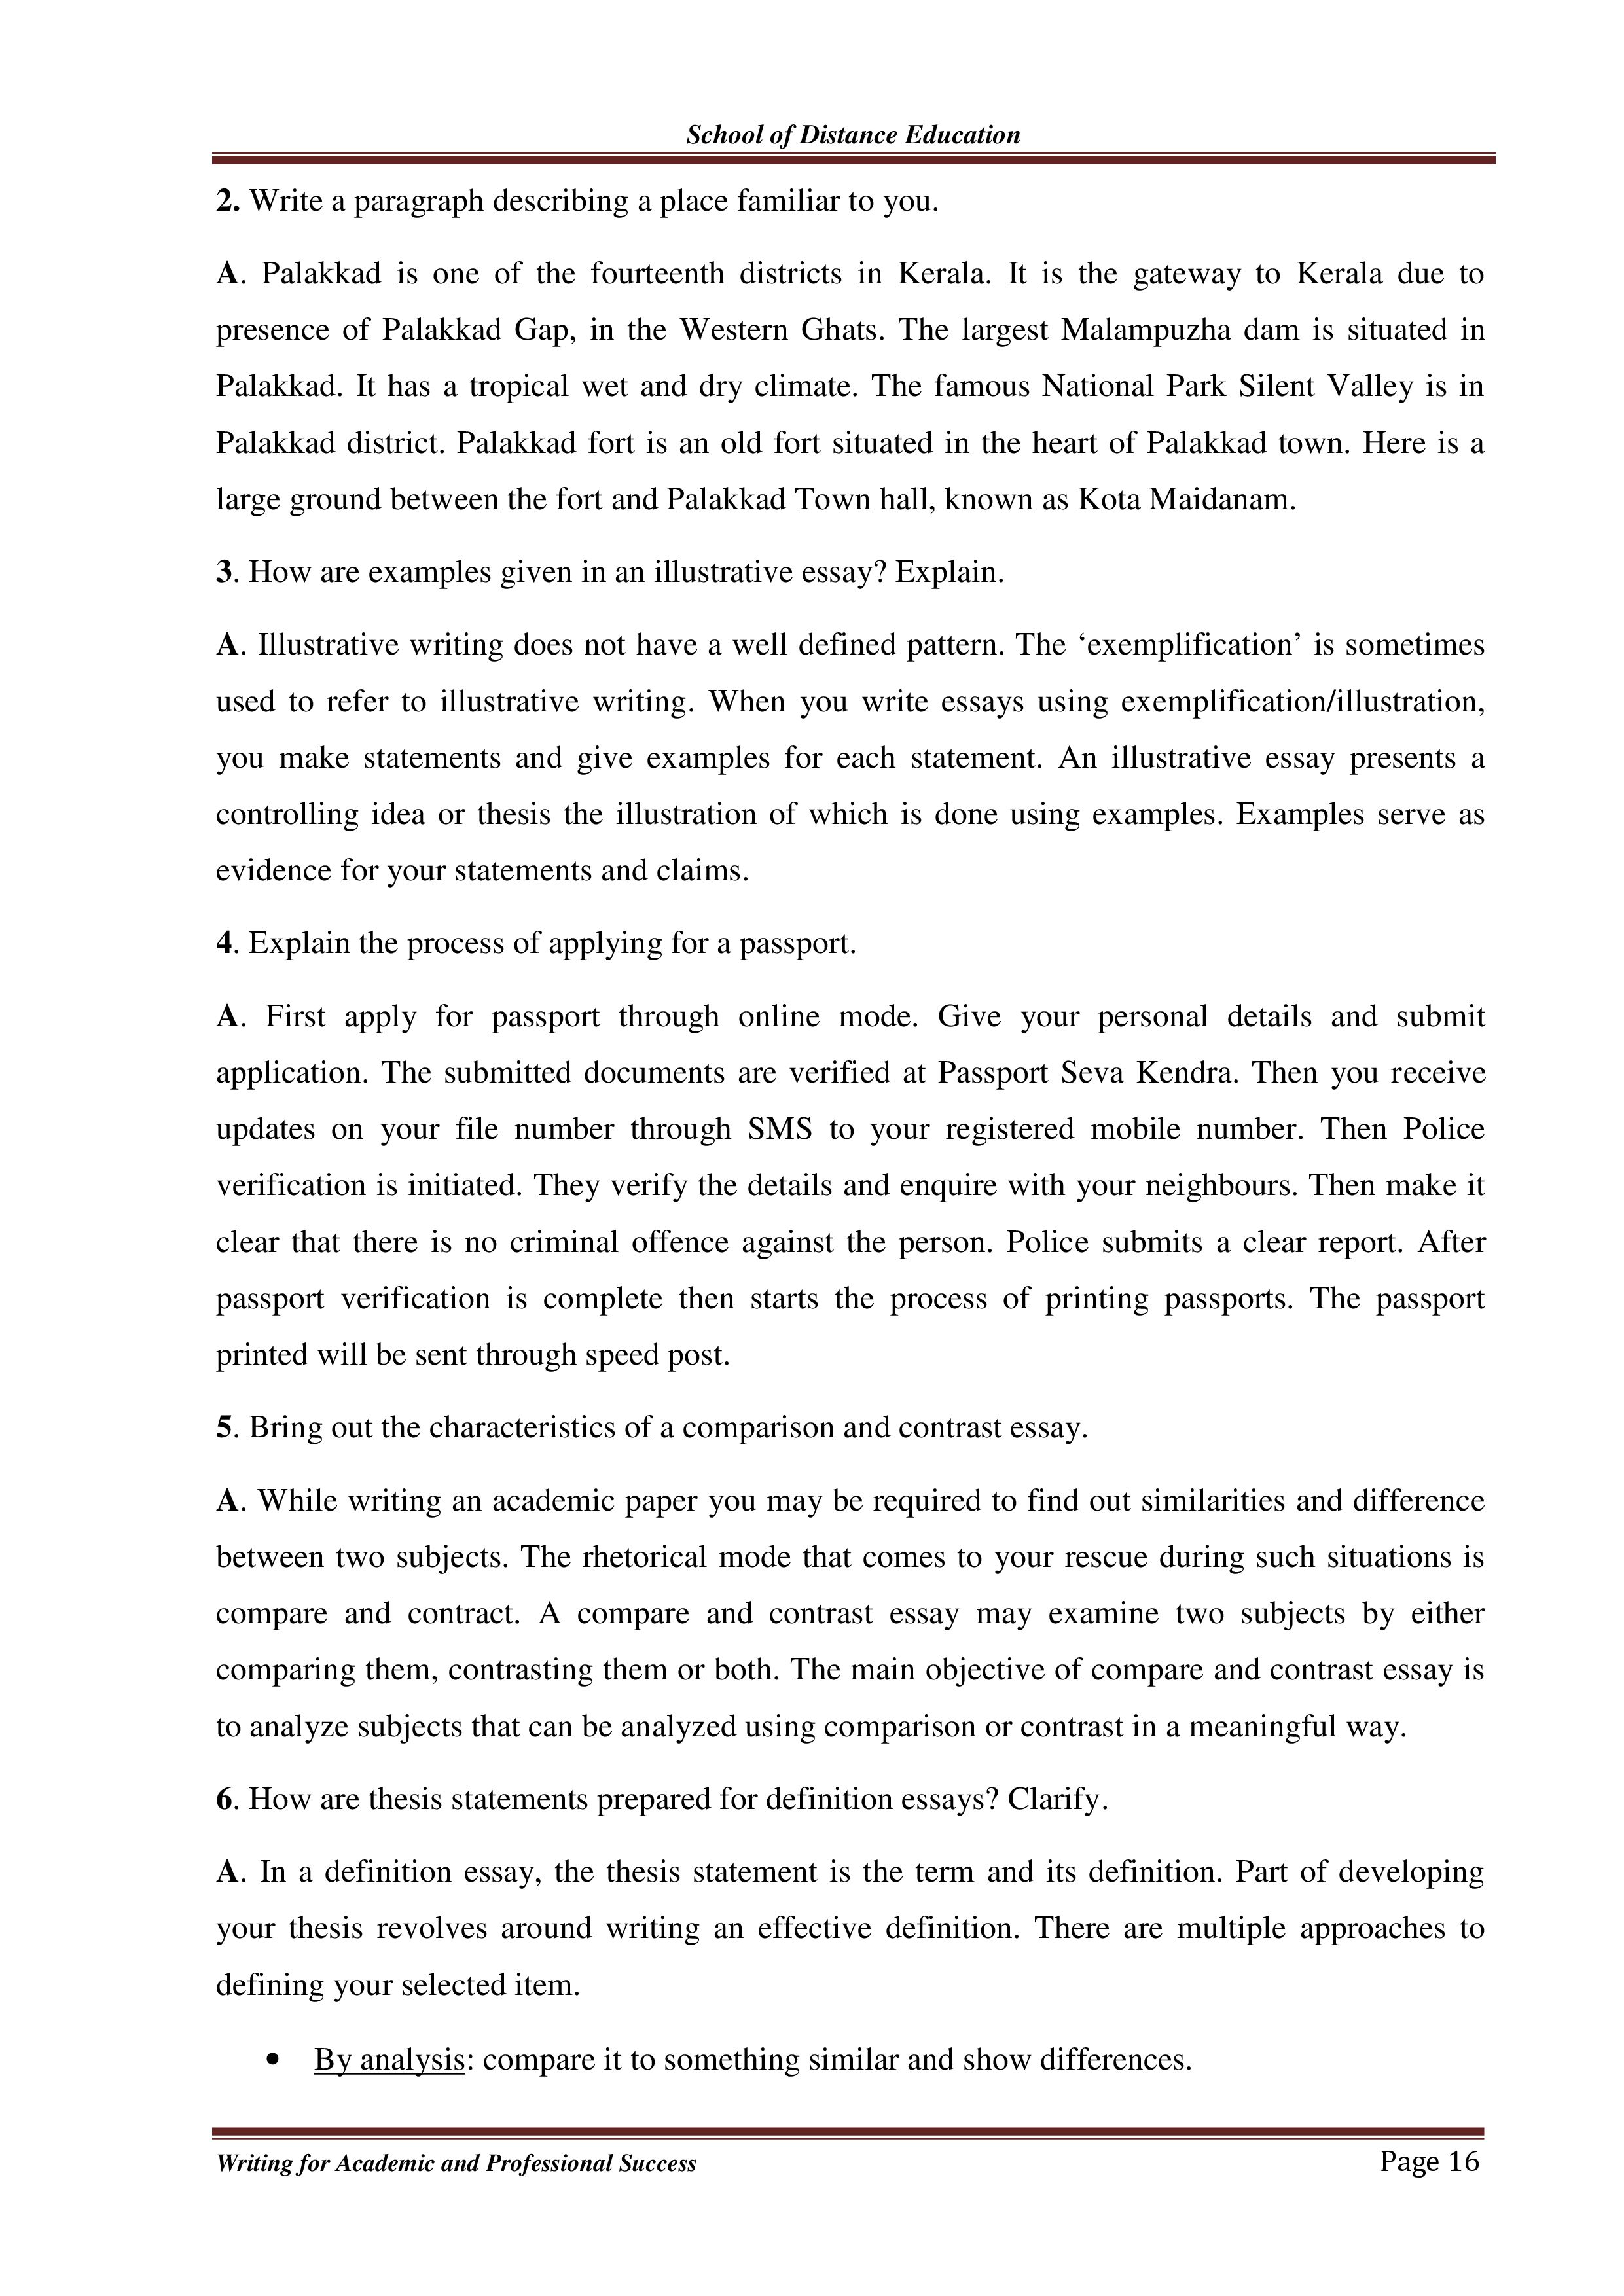 School of Distance Education
2. Write a paragraph describing a place familiar to you.
A. Palakkad is one of the fourteenth districts in Kerala. It is the gateway to Kerala due to
presence of Palakkad Gap, in the Western Ghats. The largest Malampuzha dam is situated in
Palakkad. It has a tropical wet and dry climate. The famous National Park Silent Valley is in
Palakkad district. Palakkad fort is an old fort situated in the heart of Palakkad town. Here is a
large ground between the fort and Palakkad Town hall, known as Kota Maidanam.
3. How are examples given in an illustrative essay? Explain.
A. Illustrative writing does not have a well defined pattern. The ‘exemplification’ is sometimes
used to refer to illustrative writing. When you write essays using exemplification/illustration,
you make statements and give examples for each statement. An illustrative essay presents a
controlling idea or thesis the illustration of which is done using examples. Examples serve as
evidence for your statements and claims.
4. Explain the process of applying for a passport.
A. First apply for passport through online mode. Give your personal details and submit
application. The submitted documents are verified at Passport Seva Kendra. Then you receive
updates on your file number through SMS to your registered mobile number. Then Police
verification is initiated. They verify the details and enquire with your neighbours. Then make it
clear that there is no criminal offence against the person. Police submits a clear report. After
passport verification is complete then starts the process of printing passports. The passport
printed will be sent through speed post.
5. Bring out the characteristics of a comparison and contrast essay.
A. While writing an academic paper you may be required to find out similarities and difference
between two subjects. The rhetorical mode that comes to your rescue during such situations is
compare and contract. A compare and contrast essay may examine two subjects by either
comparing them, contrasting them or both. The main objective of compare and contrast essay is
to analyze subjects that can be analyzed using comparison or contrast in a meaningful way.
6. How are thesis statements prepared for definition essays? Clarify.
A. In a definition essay, the thesis statement is the term and its definition. Part of developing
your thesis revolves around writing an effective definition. There are multiple approaches to
defining your selected item.
• By analysis: compare it to something similar and show differences.
Writing for Academic and Professional Success Page 16